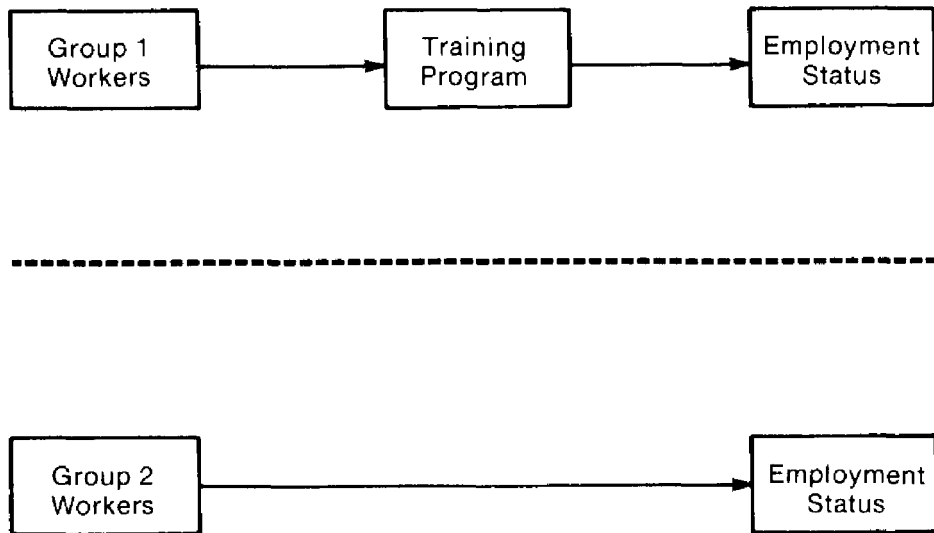 Group 1
Workers
Training
Program
Employment
Status
Group 2
Workers
Employment
Status